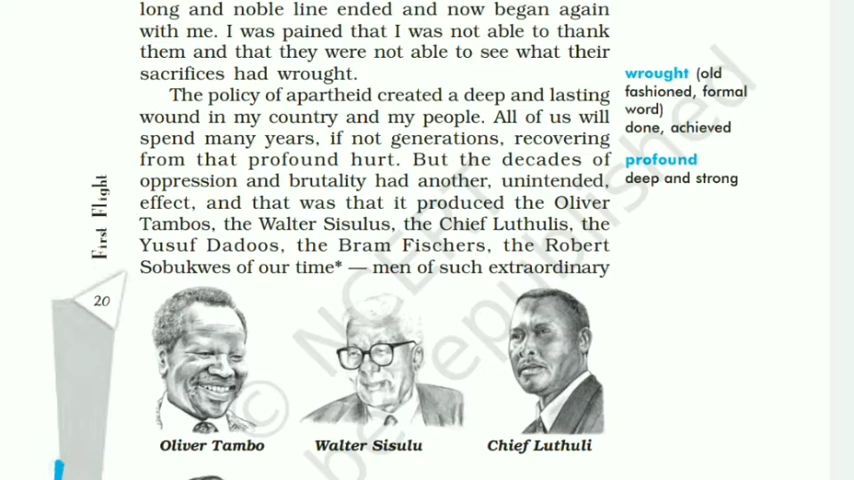 long and noble line ended and now began again
with me. I was pained that I was not able to thank
them and that they were not able to see what their
sacrifices had wrought.
The policy of apartheid created a deep and lasting
wound in my country and my people. All of us will
spend many years, if not generations, recovering
from that profound hurt. But the decades of
oppression and brutality had another, unintended,
effect, and that was that it produced the Oliver
Tambos, the Walter Sisulus, the Chief Luthulis, the
Yusuf Dadoos, the Bram Fischers, the Robert
Sobukwes of our time* — men of such extraordinary
wrought (old
fashioned, formal
word)
done, achieved
profound
deep and strong
First Flight
20
Oliver Tambo
Walter Sisulu
Chief Luthuli
© NCERT
be republished